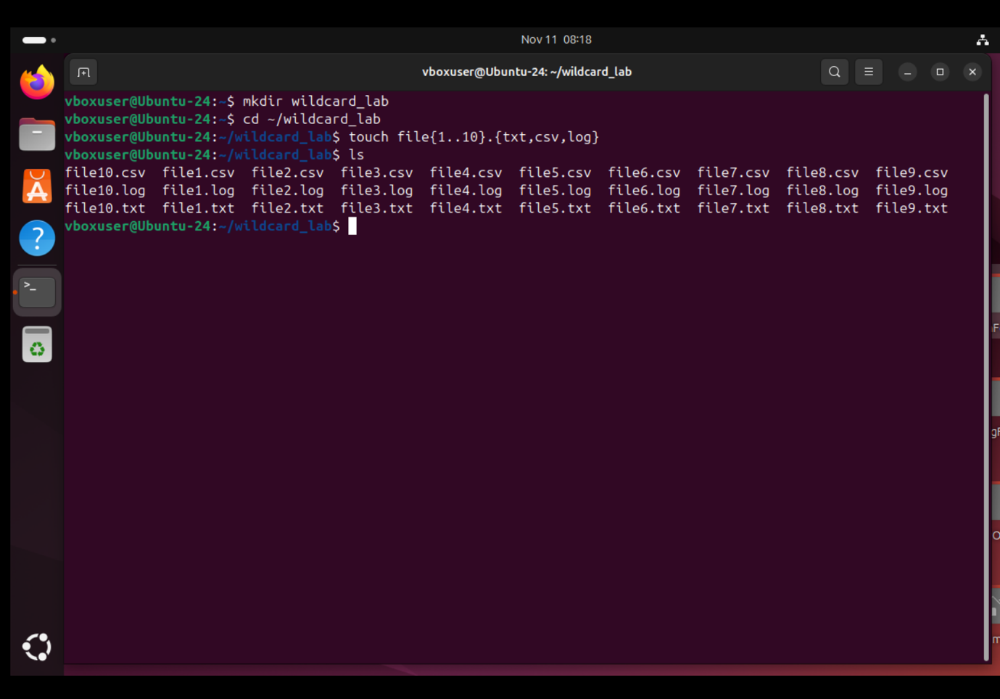 Nov 11  08:18
vboxuser@Ubuntu-24: ~/wildcard_lab
vboxuser@Ubuntu-24:~$ mkdir wildcard_lab
vboxuser@Ubuntu-24:~$ cd ~/wildcard_lab
vboxuser@Ubuntu-24:~/wildcard_lab$ touch file{1..10}.{txt,csv,log}
vboxuser@Ubuntu-24:~/wildcard_lab$ ls
file10.csv  file1.csv  file2.csv  file3.csv  file4.csv  file5.csv  file6.csv  file7.csv  file8.csv  file9.csv
file10.log  file1.log  file2.log  file3.log  file4.log  file5.log  file6.log  file7.log  file8.log  file9.log
file10.txt  file1.txt  file2.txt  file3.txt  file4.txt  file5.txt  file6.txt  file7.txt  file8.txt  file9.txt
vboxuser@Ubuntu-24:~/wildcard_lab$